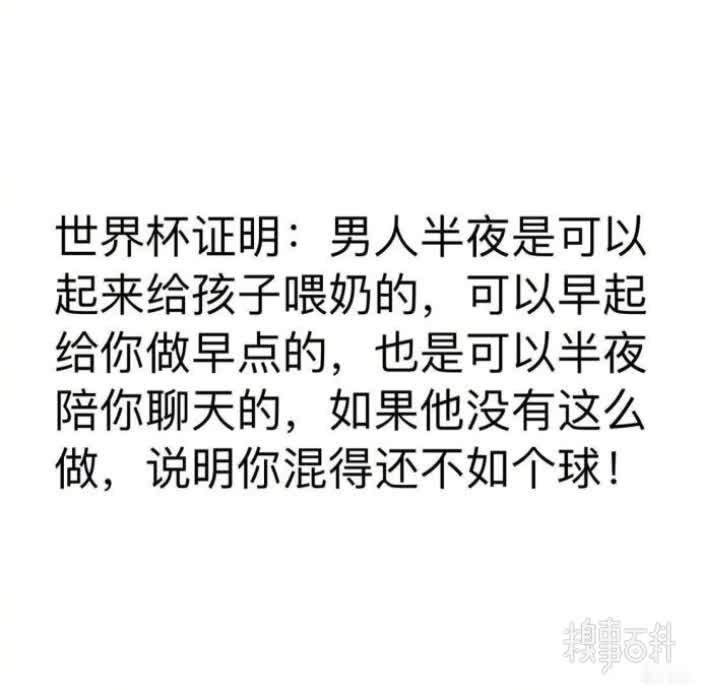 世界杯证明：男人半夜是可以
起来给孩子喂奶的，可以早起
给你做早点的，也是可以半夜
陪你聊天的，如果他没有这么
做，说明你混得还不如个球！
糗事百科